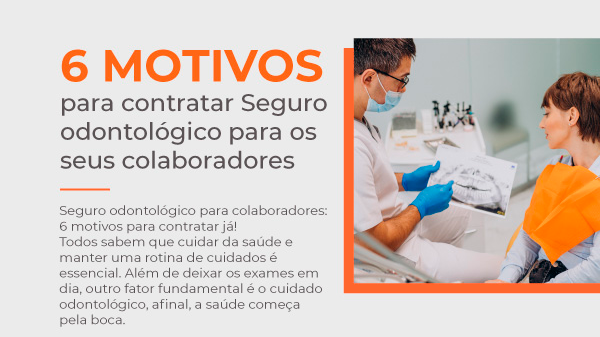 6 MOTIVOS
para contratar Seguro
odontológico para os
seus colaboradores
Seguro odontológico para colaboradores:
6 motivos para contratar já!
Todos sabem que cuidar da saúde e
manter uma rotina de cuidados é
essencial. Além de deixar os exames em
dia, outro fator fundamental é o cuidado
odontológico, afinal, a saúde começa
pela boca.